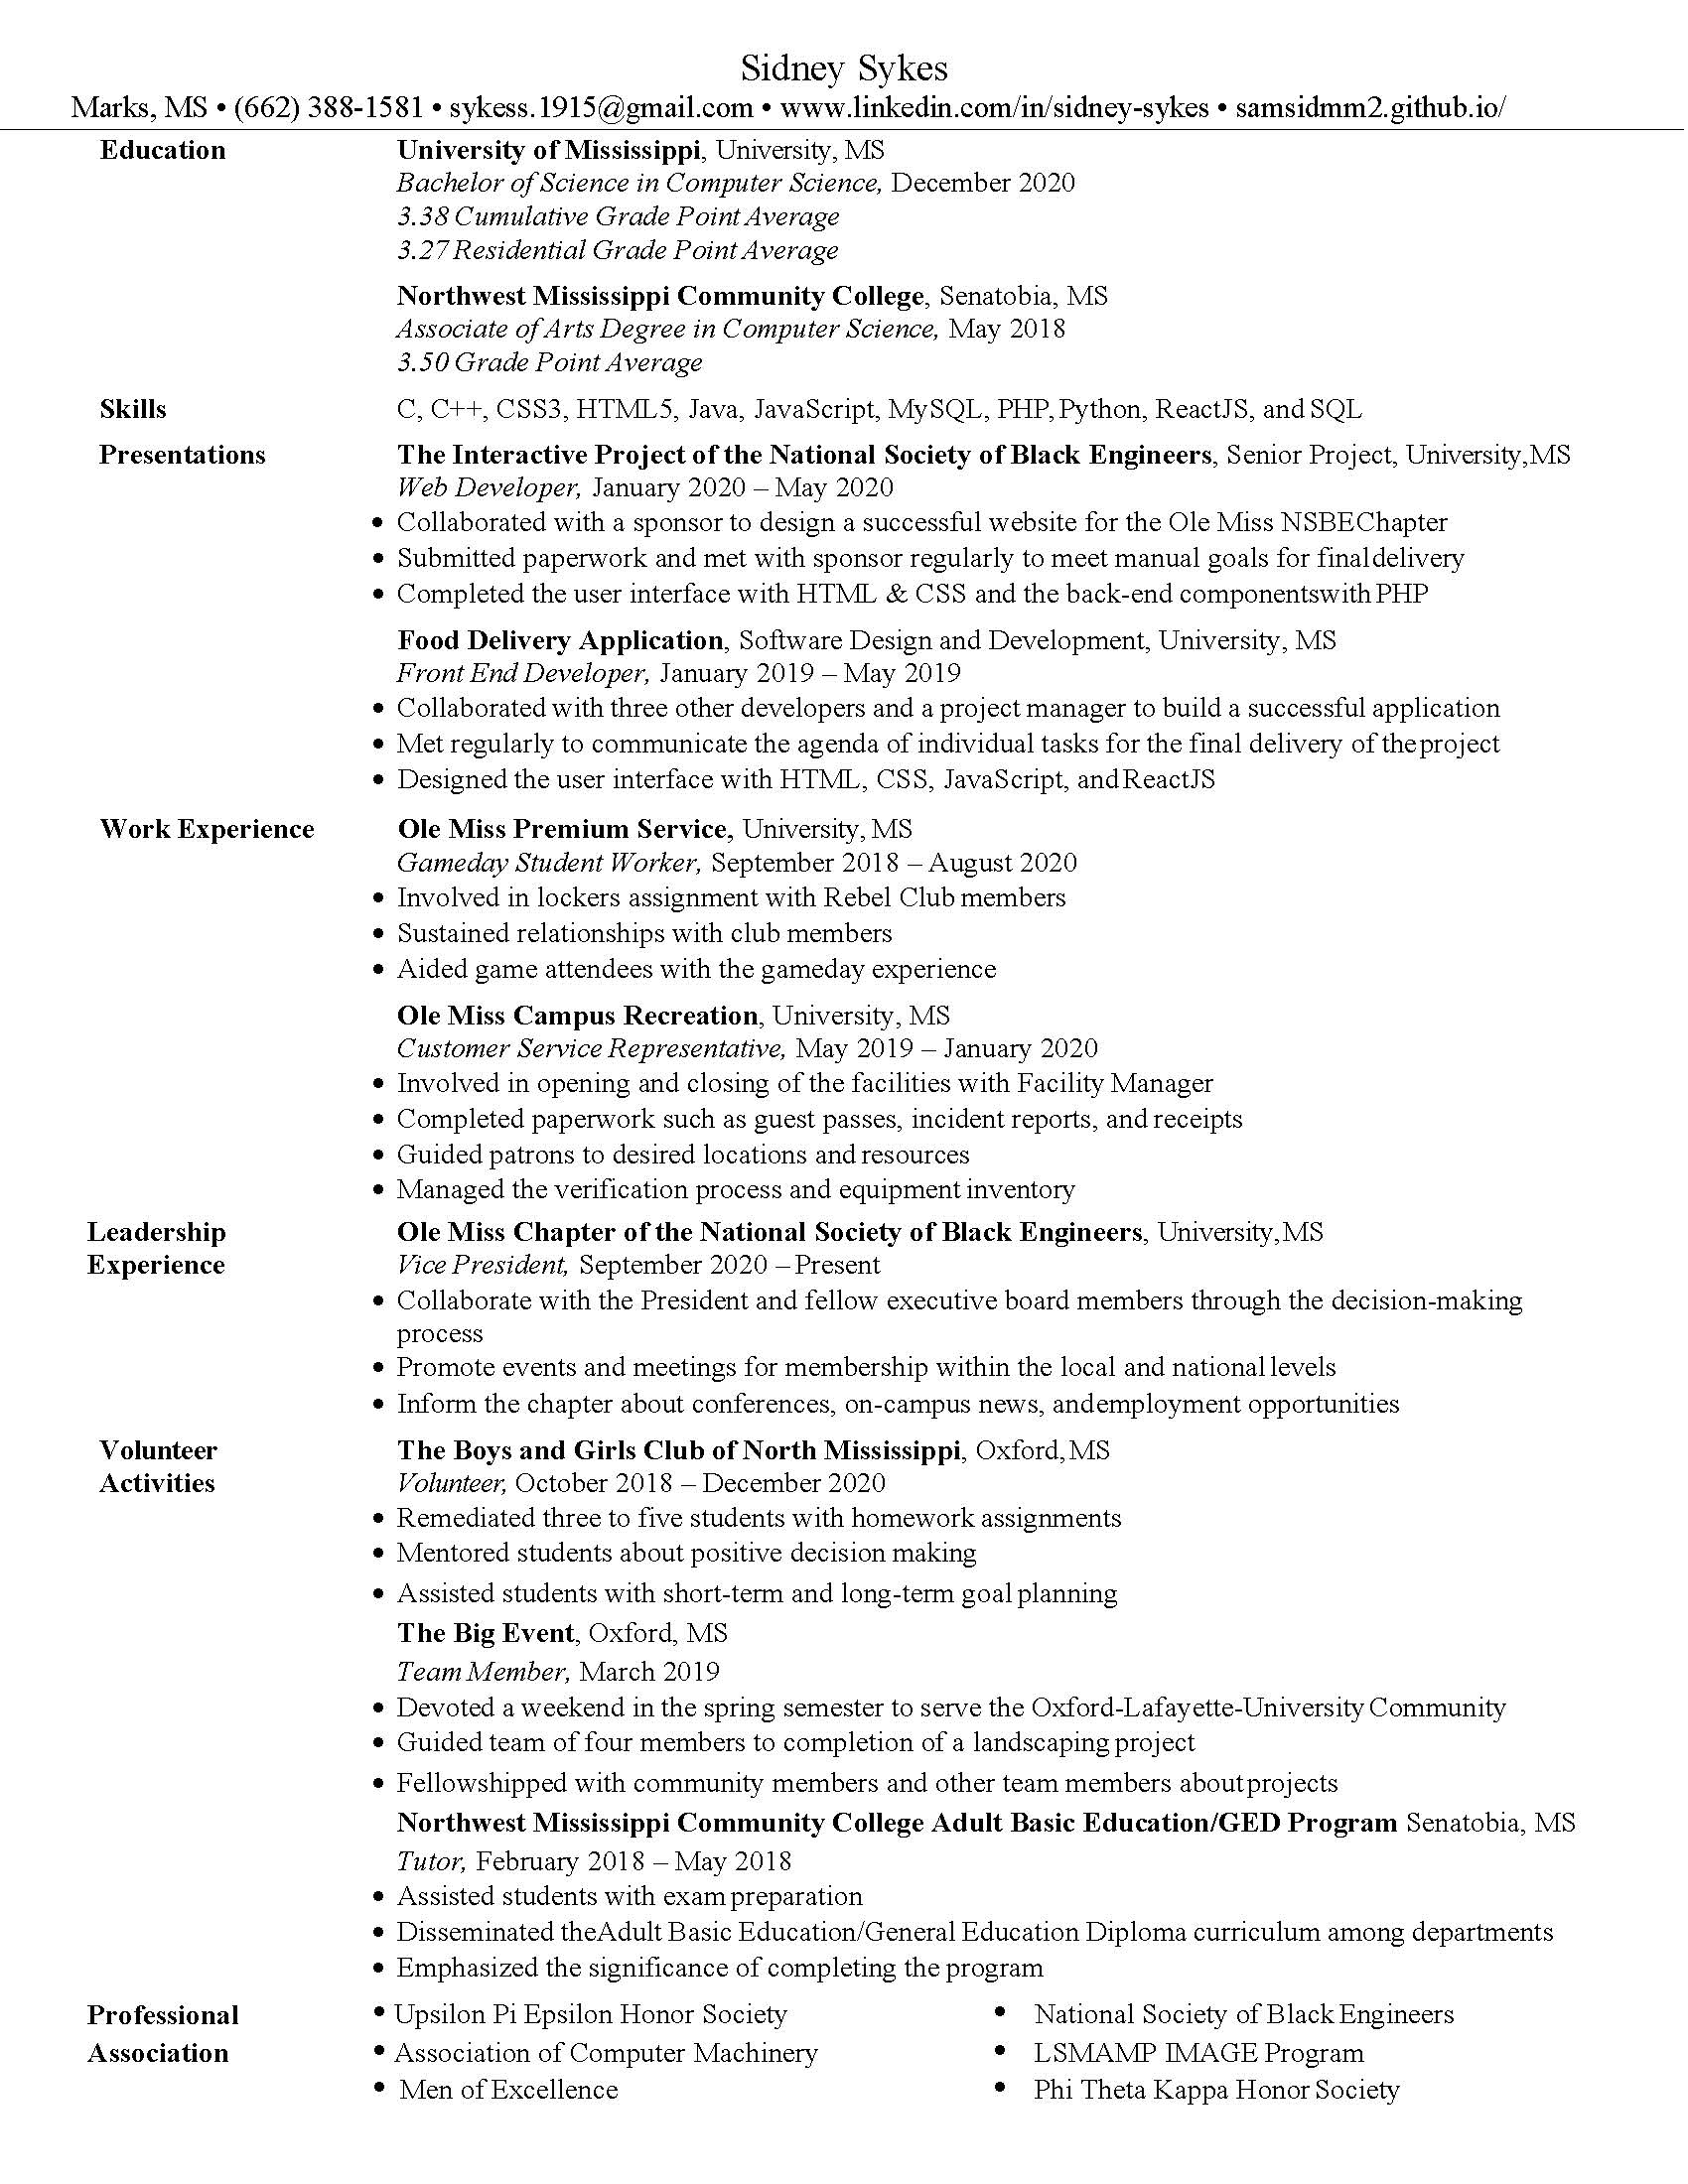 Sidney Sykes
Marks, MS • (662) 388-1581 • sykess.1915@gmail.com • www.linkedin.com/in/sidney-sykes • samsidmm2.github.io/
Education University of Mississippi, University, MS
Bachelor of Science in Computer Science, December 2020
3.38 Cumulative Grade Point Average
3.27 Residential Grade Point Average
Northwest Mississippi Community College, Senatobia, MS
Associate of Arts Degree in Computer Science, May 2018
3.50 Grade Point Average
Skills C, C++, CSS3, HTML5, Java, JavaScript, MySQL, PHP, Python, ReactJS, and SQL
Presentations The Interactive Project of the National Society of Black Engineers, Senior Project, University, MS
Web Developer, January 2020 – May 2020
• Collaborated with a sponsor to design a successful website for the Ole Miss NSBE Chapter
• Submitted paperwork and met with sponsor regularly to meet manual goals for final delivery
• Completed the user interface with HTML & CSS and the back-end components with PHP
Food Delivery Application, Software Design and Development, University, MS
Front End Developer, January 2019 – May 2019
• Collaborated with three other developers and a project manager to build a successful application
• Met regularly to communicate the agenda of individual tasks for the final delivery of the project
• Designed the user interface with HTML, CSS, JavaScript, and ReactJS
Work Experience Ole Miss Premium Service, University, MS
Gameday Student Worker, September 2018 – August 2020
• Involved in lockers assignment with Rebel Club members
• Sustained relationships with club members
• Aided game attendees with the gameday experience
Ole Miss Campus Recreation, University, MS
Customer Service Representative, May 2019 – January 2020
• Involved in opening and closing of the facilities with Facility Manager
• Completed paperwork such as guest passes, incident reports, and receipts
• Guided patrons to desired locations and resources
• Managed the verification process and equipment inventory
Leadership Ole Miss Chapter of the National Society of Black Engineers, University, MS
Experience Vice President, September 2020 – Present
• Collaborate with the President and fellow executive board members through the decision-making
process
• Promote events and meetings for membership within the local and national levels
• Inform the chapter about conferences, on-campus news, and employment opportunities
Volunteer The Boys and Girls Club of North Mississippi, Oxford, MS
Activities Volunteer, October 2018 – December 2020
• Remediated three to five students with homework assignments
• Mentored students about positive decision making
• Assisted students with short-term and long-term goal planning
The Big Event, Oxford, MS
Team Member, March 2019
• Devoted a weekend in the spring semester to serve the Oxford-Lafayette-University Community
• Guided team of four members to completion of a landscaping project
• Fellowshipped with community members and other team members about projects
Northwest Mississippi Community College Adult Basic Education/GED Program Senatobia, MS
Tutor, February 2018 – May 2018
• Assisted students with exam preparation
• Disseminated the Adult Basic Education/General Education Diploma curriculum among departments
• Emphasized the significance of completing the program
Professional • Upsilon Pi Epsilon Honor Society • National Society of Black Engineers
Association • Association of Computer Machinery • LSMAMP IMAGE Program
• Men of Excellence • Phi Theta Kappa Honor Society